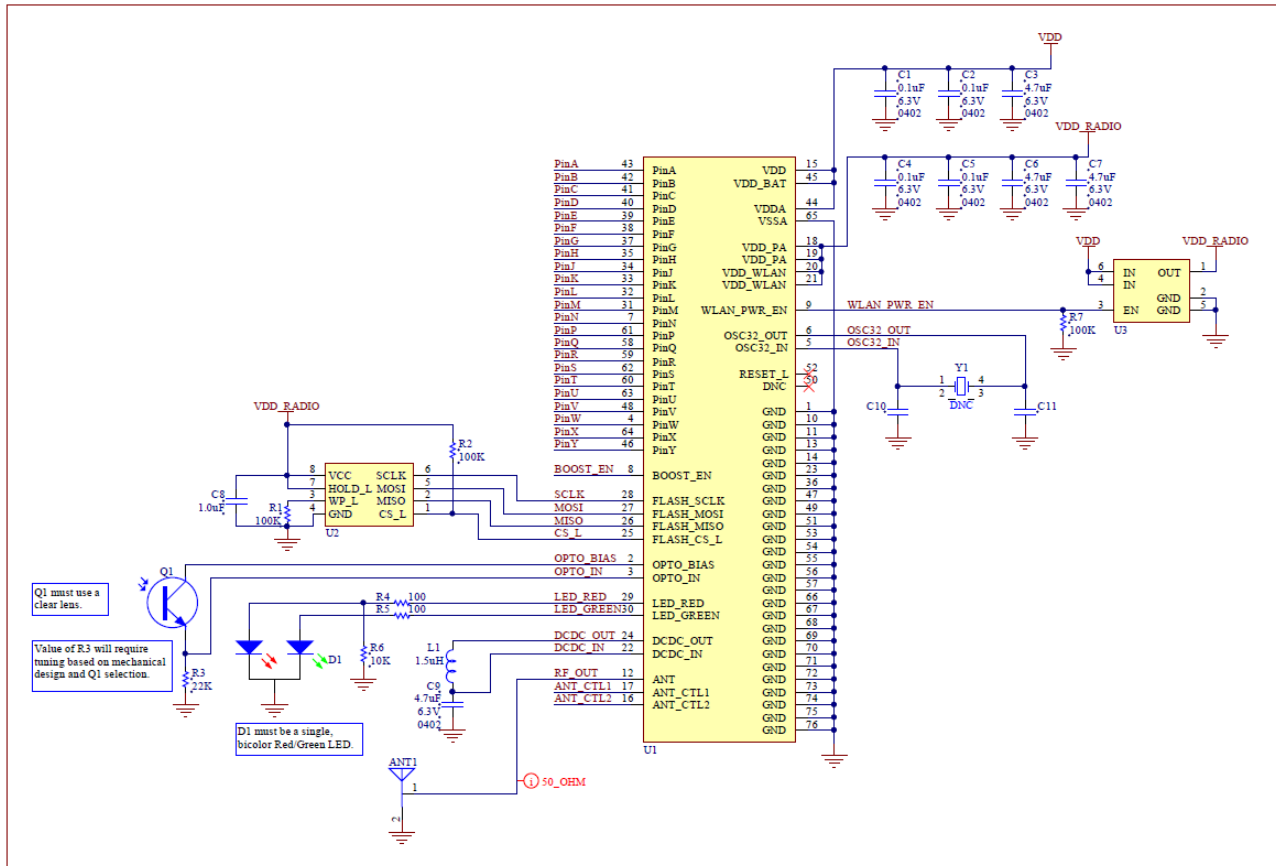 VDD
C1
0.1uF
6.3V
0402
C2
0.1uF
6.3V
0402
C3
4.7uF
6.3V
0402
VDD_RADIO
C4
0.1uF
6.3V
0402
C5
0.1uF
6.3V
0402
C6
4.7uF
6.3V
0402
C7
4.7uF
6.3V
0402
PinA 43 PinA
PinB 42 PinB
PinC 41 PinC
PinD 40 PinD
PinE 39 PinE
PinF 38 PinF
PinG 37 PinG
PinH 35 PinH
PinJ 34 PinJ
PinK 33 PinK
PinL 32 PinL
PinM 31 PinM
PinN 7 PinN
PinP 61 PinP
PinQ 58 PinQ
PinR 59 PinR
PinS 62 PinS
PinT 60 PinT
PinU 63 PinU
PinV 48 PinV
PinW 4 PinW
PinX 64 PinX
PinY 46 PinY
BOOST_EN 8 BOOST_EN
SCLK 28 FLASH_SCLK
MOSI 27 FLASH_MOSI
MISO 26 FLASH_MISO
CS_L 25 FLASH_CS_L
OPTO_BIAS 2 OPTO_BIAS
OPTO_IN 3 OPTO_IN
LED_RED 29 LED_RED
LED_GREEN 30 LED_GREEN
DCDC_OUT 24 DCDC_OUT
DCDC_IN 22 DCDC_IN
RF_OUT 12 ANT
ANT_CTL1 17 ANT_CTL1
ANT_CTL2 16 ANT_CTL2
VDD 15
VDD_BAT 45
VDDA 44
VSSA 65
VDD_PA 18
VDD_PA 19
VDD_WLAN 20
VDD_WLAN 21
WLAN_PWR_EN 9 WLAN_PWR_EN
OSC32_OUT 6 OSC32_OUT
OSC32_IN 5 OSC32_IN
RESET_L 52
DNC 50
GND 1
GND 10
GND 11
GND 13
GND 14
GND 23
GND 36
GND 47
GND 49
GND 51
GND 53
GND 54
GND 55
GND 56
GND 57
GND 66
GND 67
GND 68
GND 69
GND 70
GND 71
GND 72
GND 73
GND 74
GND 75
GND 76
U1
VDD
VDD_RADIO
6 IN OUT 1
4 IN
GND 2
3 EN GND 5
U3
R7
100K
Y1
1 4
2 3
DNC
C10
C11
VDD_RADIO
R2
100K
8 VCC SCLK 6
7 HOLD_L MOSI 5
3 WP_L MISO 2
4 GND CS_L 1
U2
C8
1.0uF
R1
100K
Q1
Q1 must use a
clear lens.
Value of R3 will require
tuning based on mechanical
design and Q1 selection.
R3
22K
R4 100
R5 100
R6
10K
D1
D1 must be a single,
bicolor Red/Green LED.
L1
1.5uH
C9
4.7uF
6.3V
0402
ANT1
1
2
i 50_OHM